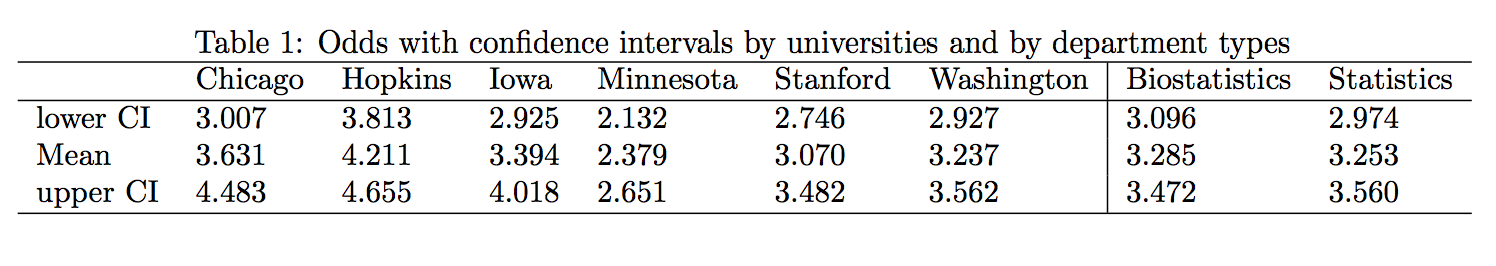 Table 1: Odds with confidence intervals by universities and by department types
Chicago Hopkins Iowa Minnesota Stanford Washington Biostatistics Statistics
lower CI 3.007 3.813 2.925 2.132 2.746 2.927 3.096 2.974
Mean 3.631 4.211 3.394 2.379 3.070 3.237 3.285 3.253
upper CI 4.483 4.655 4.018 2.651 3.482 3.562 3.472 3.560